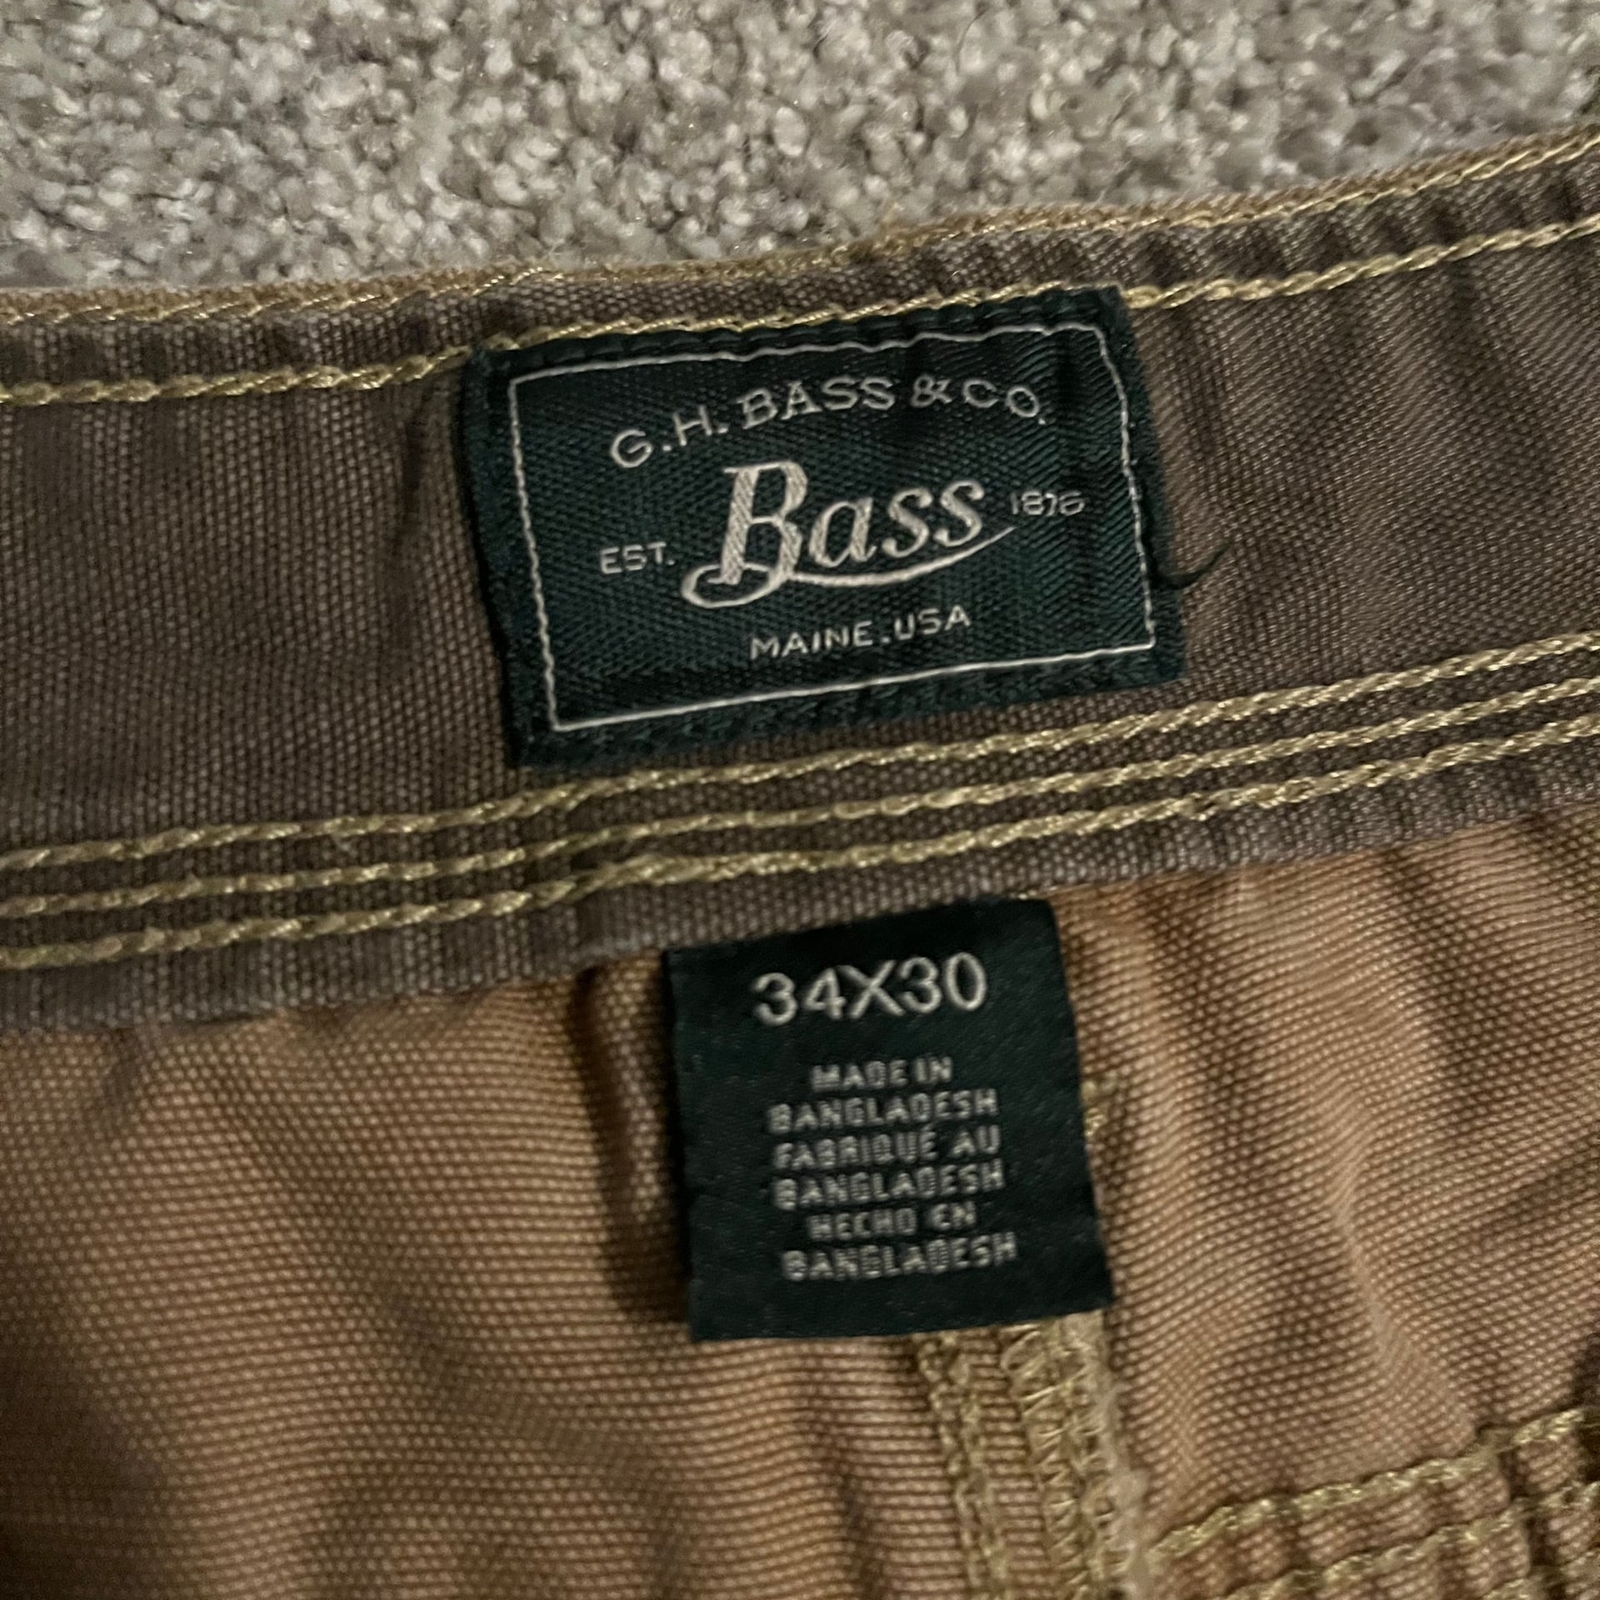 G.H. BASS & CO.
EST. Bass 1876
MAINE. USA
34X30
MADE IN
BANGLADESH
FABRIQUÉ AU
BANGLADESH
HECHO EN
BANGLADESH